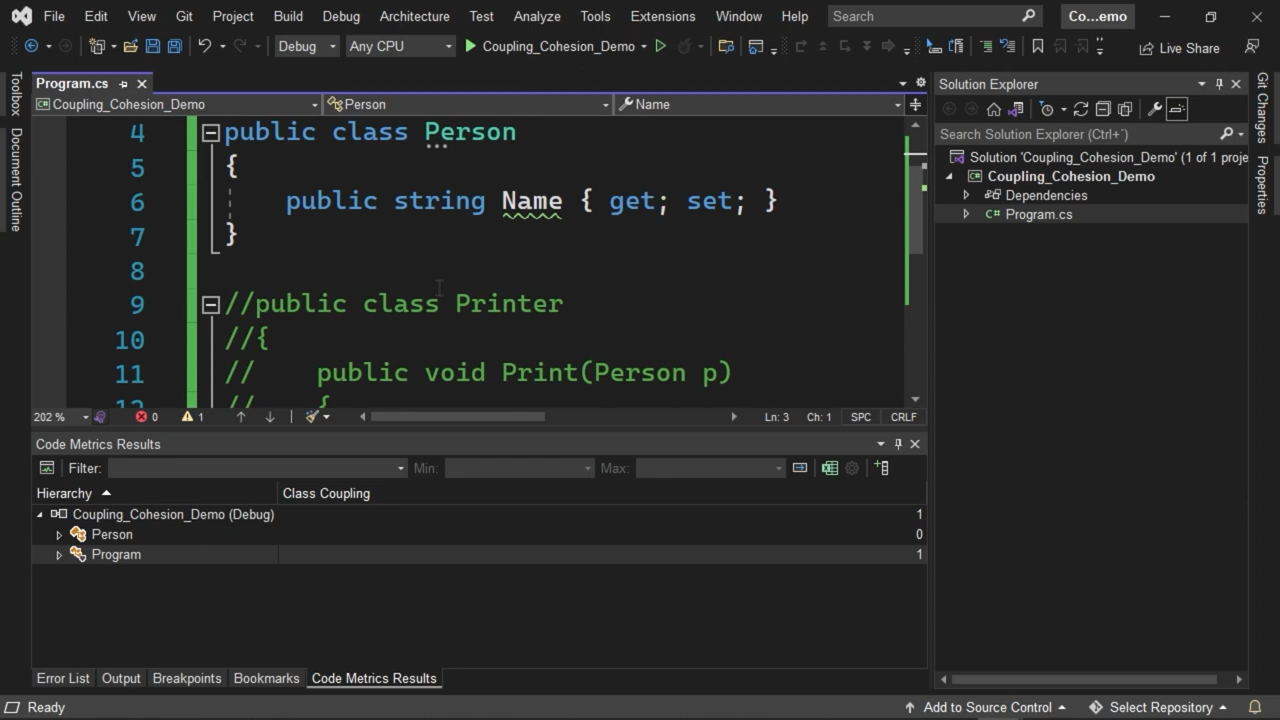 File Edit View Git Project Build Debug Architecture Test Analyze Tools Extensions Window Help Search Co...emo
Debug Any CPU Coupling_Cohesion_Demo Live Share
Toolbox
Document Outline
Program.cs
Coupling_Cohesion_Demo Person Name
4 public class Person
5 {
6 public string Name { get; set; }
7 }
8
9 //public class Printer
10 //{
11 // public void Print(Person p)
12 // {
202 % 0 1 Ln: 3 Ch: 1 SPC CRLF
Code Metrics Results
Filter: Min: Max:
Hierarchy Class Coupling
Coupling_Cohesion_Demo (Debug) 1
Person 0
Program 1
Error List Output Breakpoints Bookmarks Code Metrics Results
Solution Explorer
Search Solution Explorer (Ctrl+´)
Solution 'Coupling_Cohesion_Demo' (1 of 1 proje
Coupling_Cohesion_Demo
Dependencies
C# Program.cs
Git Changes
Properties
Ready Add to Source Control Select Repository